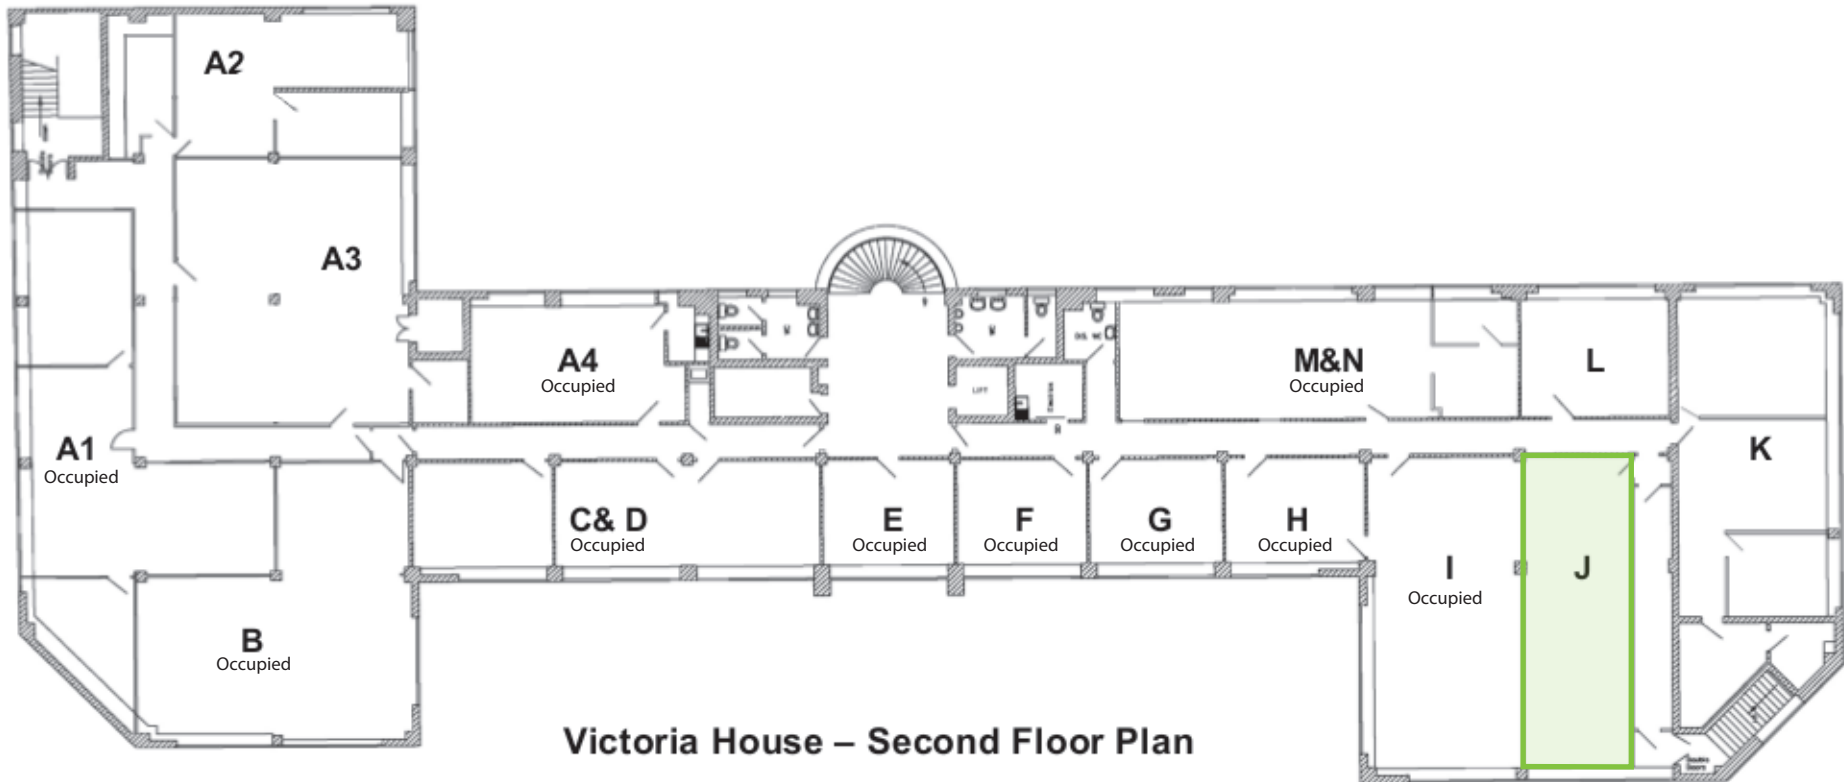 A2
A3
A4
Occupied
M&N
Occupied
L
LIFT
A1
Occupied
K
C& D
Occupied
E
Occupied
F
Occupied
G
Occupied
H
Occupied
I
Occupied
J
B
Occupied
Victoria House – Second Floor Plan